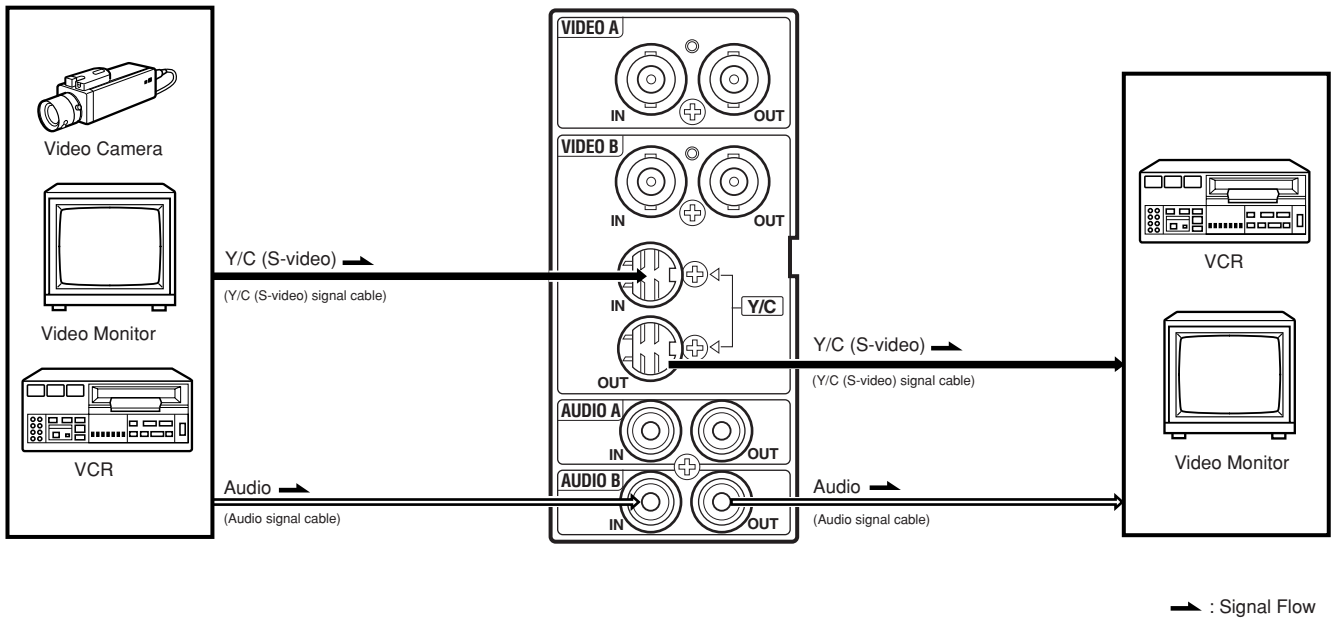 Video Camera
Video Monitor
VCR
Y/C (S-video)
(Y/C (S-video) signal cable)
Audio
(Audio signal cable)
VIDEO A
IN
OUT
VIDEO B
IN
OUT
IN
Y/C
OUT
AUDIO A
IN
OUT
AUDIO B
IN
OUT
Y/C (S-video)
(Y/C (S-video) signal cable)
Audio
(Audio signal cable)
VCR
Video Monitor
: Signal Flow